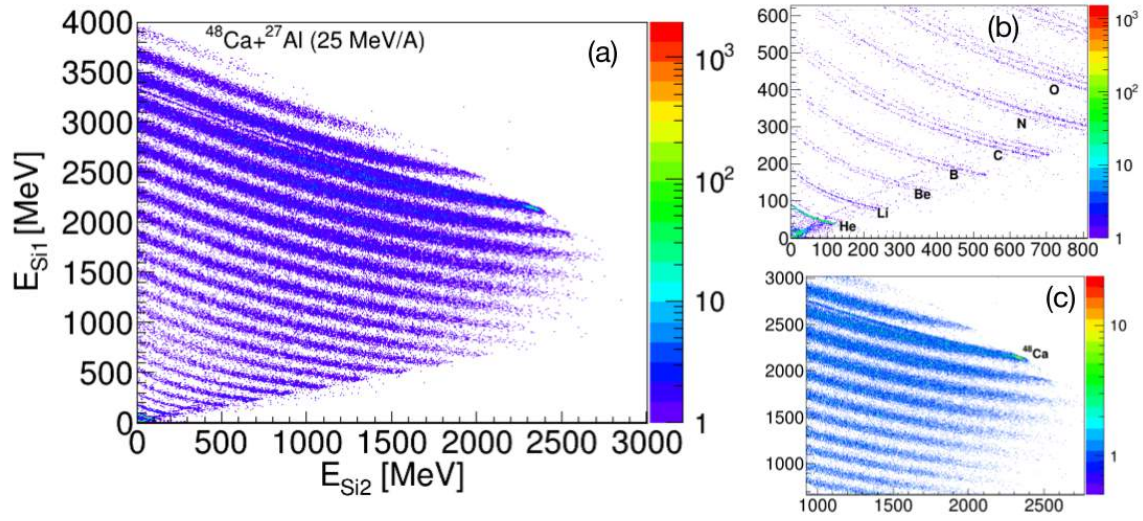 ⁴⁸Ca+²⁷Al (25 MeV/A)
(a)
E_Si1 [MeV]
4000
3500
3000
2500
2000
1500
1000
500
0
0 500 1000 1500 2000 2500 3000
E_Si2 [MeV]
10³
10²
10
1
(b)
600
500
400
300
200
100
0
0 100 200 300 400 500 600 700 800
O
N
C
B
Be
Li
He
10³
10²
10
1
(c)
⁴⁸Ca
3000
2500
2000
1500
1000
1000 1500 2000 2500
10
1